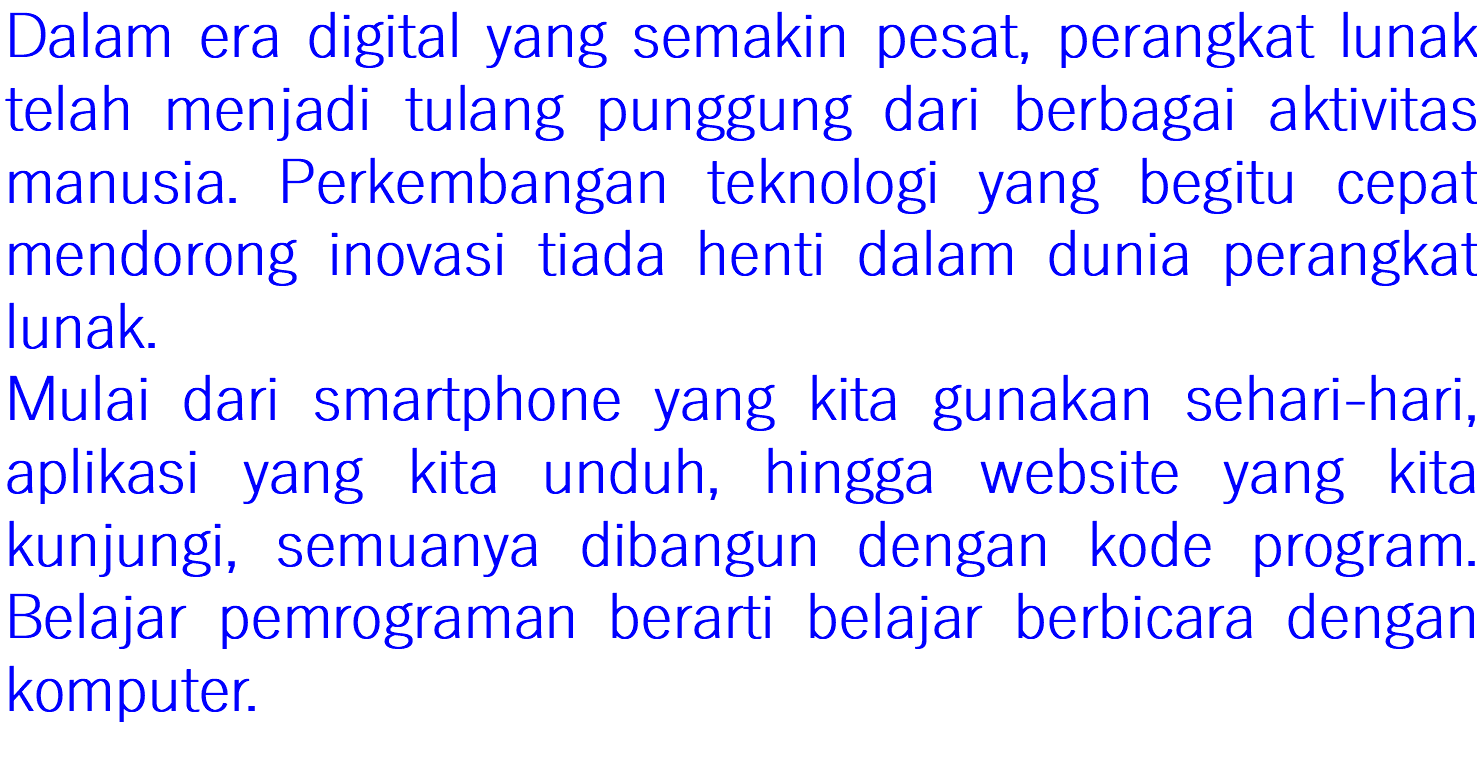 Dalam era digital yang semakin pesat, perangkat lunak
telah menjadi tulang punggung dari berbagai aktivitas
manusia. Perkembangan teknologi yang begitu cepat
mendorong inovasi tiada henti dalam dunia perangkat
lunak.
Mulai dari smartphone yang kita gunakan sehari-hari,
aplikasi yang kita unduh, hingga website yang kita
kunjungi, semuanya dibangun dengan kode program.
Belajar pemrograman berarti belajar berbicara dengan
komputer.